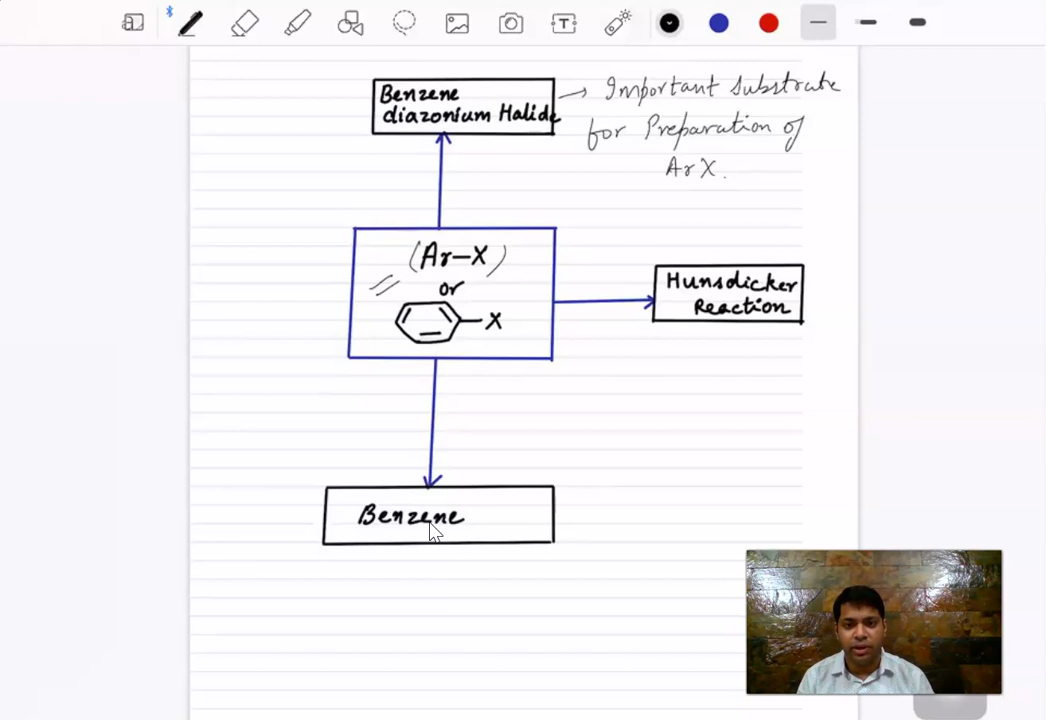 Benzene
diazonium Halide
→ Important Substrate
for Preparation of
ArX.
(Ar–X)
or
X
Hunsdicker
Reaction
Benzene
T